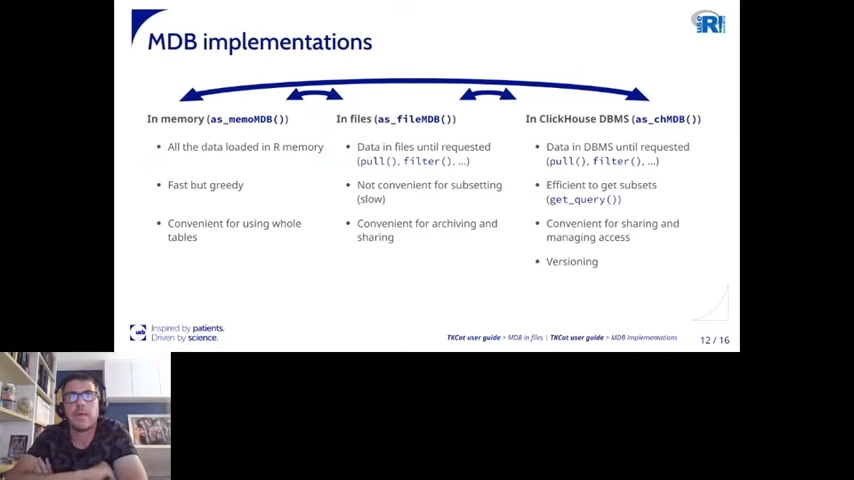 MDB implementations
useR!
In memory (as_memoMDB())
• All the data loaded in R memory
• Fast but greedy
• Convenient for using whole
tables
In files (as_fileMDB())
• Data in files until requested
(pull(), filter(), …)
• Not convenient for subsetting
(slow)
• Convenient for archiving and
sharing
In ClickHouse DBMS (as_chMDB())
• Data in DBMS until requested
(pull(), filter(), …)
• Efficient to get subsets
(get_query())
• Convenient for sharing and
managing access
• Versioning
ucb
Inspired by patients.
Driven by science.
TKCat user guide > MDB in files | TKCat user guide > MDB Implementations
12 / 16